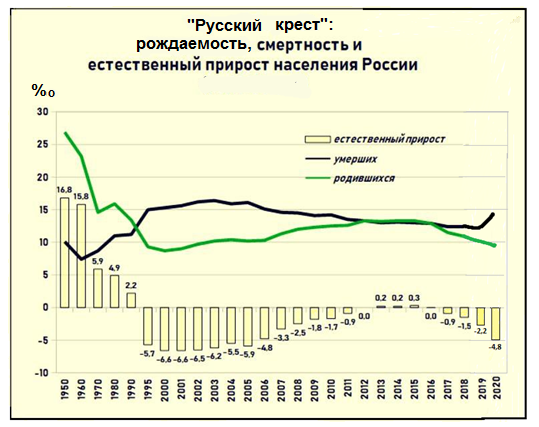 "Русский крест":
рождаемость, смертность и
естественный прирост населения России
‰
30
25
20
15
10
5
0
−5
−10
естественный прирост
умерших
родившихся
16,8 15,8 5,9 4,9 2,2 -5,7 -6.6 -6.6 -6.5 -6.2 -5.5 -5.9 -4,8 -3.3 -2.5 -1.8 -1.7 -0.9 0,0 0.2 0.2 0.3 0.0 -0.9 -1.5 -2.2 -4,8
1950 1960 1970 1980 1990 1995 2000 2001 2002 2003 2004 2005 2006 2007 2008 2009 2010 2011 2012 2013 2014 2015 2016 2017 2018 2019 2020